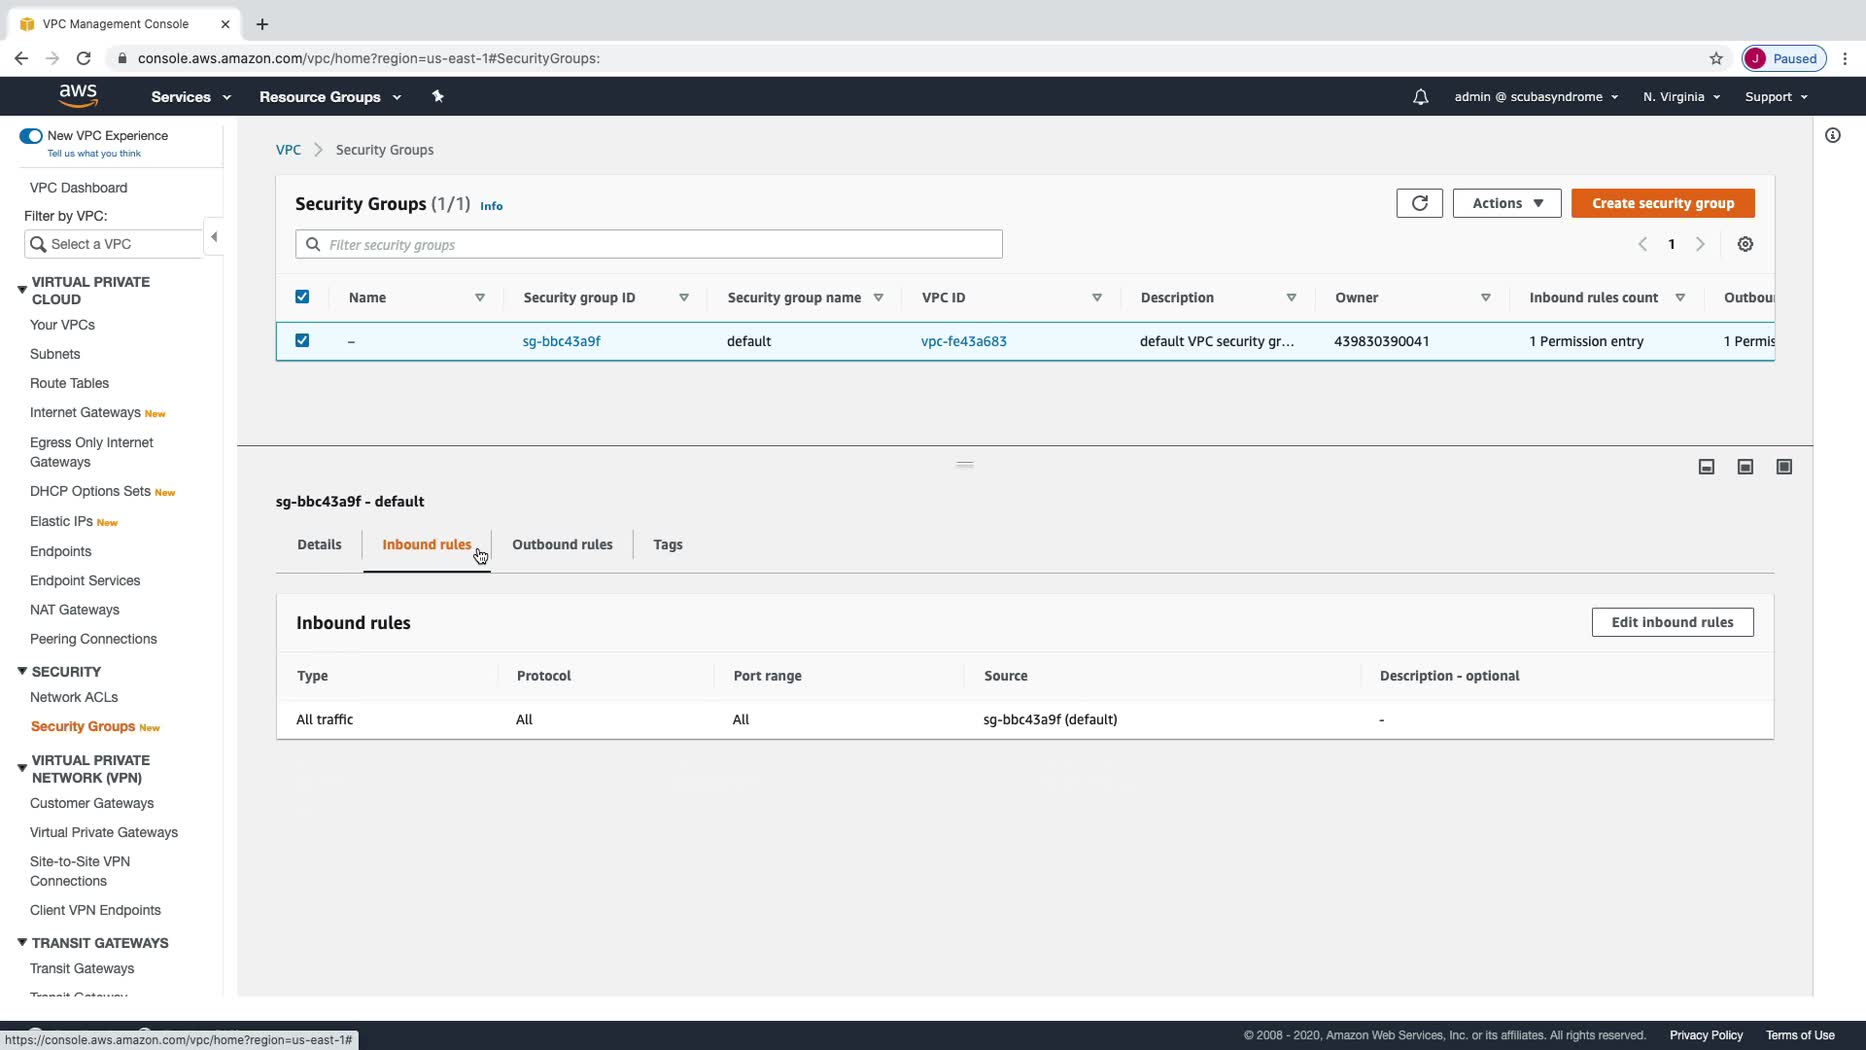 VPC Management Console
console.aws.amazon.com/vpc/home?region=us-east-1#SecurityGroups:
J Paused
aws Services Resource Groups admin @ scubasyndrome N. Virginia Support
New VPC Experience
Tell us what you think
VPC Dashboard
Filter by VPC:
Select a VPC
VIRTUAL PRIVATE
CLOUD
Your VPCs
Subnets
Route Tables
Internet Gateways New
Egress Only Internet
Gateways
DHCP Options Sets New
Elastic IPs New
Endpoints
Endpoint Services
NAT Gateways
Peering Connections
SECURITY
Network ACLs
Security Groups New
VIRTUAL PRIVATE
NETWORK (VPN)
Customer Gateways
Virtual Private Gateways
Site-to-Site VPN
Connections
Client VPN Endpoints
TRANSIT GATEWAYS
Transit Gateways
Transit Gateway
VPC > Security Groups
Security Groups (1/1) Info Actions Create security group
Filter security groups 1
Name Security group ID Security group name VPC ID Description Owner Inbound rules count Outbou
– sg-bbc43a9f default vpc-fe43a683 default VPC security gr... 439830390041 1 Permission entry 1 Permis
sg-bbc43a9f - default
Details Inbound rules Outbound rules Tags
Inbound rules Edit inbound rules
Type Protocol Port range Source Description - optional
All traffic All All sg-bbc43a9f (default) -
© 2008 - 2020, Amazon Web Services, Inc. or its affiliates. All rights reserved. Privacy Policy Terms of Use
https://console.aws.amazon.com/vpc/home?region=us-east-1#